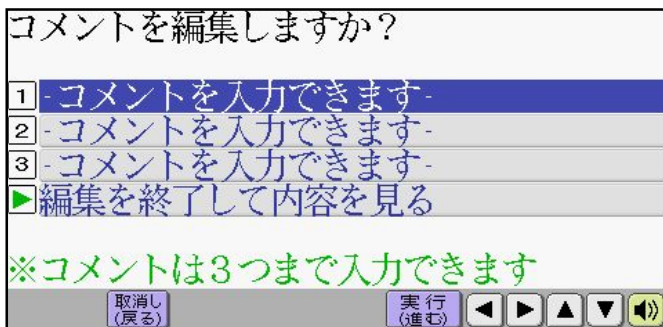 コメントを編集しますか？
1 -コメントを入力できます-
2 -コメントを入力できます-
3 -コメントを入力できます-
▶編集を終了して内容を見る
※コメントは３つまで入力できます
取消し
(戻る)
実行
(進む)
◀ ▶ ▲ ▼